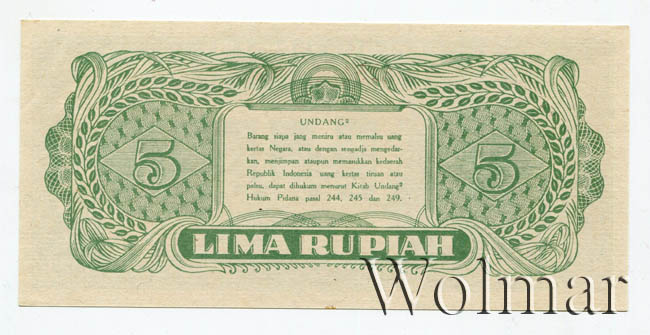 UNDANG²
Barang siapa jang meniru atau memalsu uang
kertas Negara, atau dengan sengadja mengedar-
kan, menjimpan ataupun memasukkan kedaerah
Republik Indonesia uang kertas tiruan atau
palsu, dapat dihukum menurut Kitab Undang²
Hukum Pidana pasal 244, 245 dan 249.
5
5
LIMA RUPIAH
Wolmar